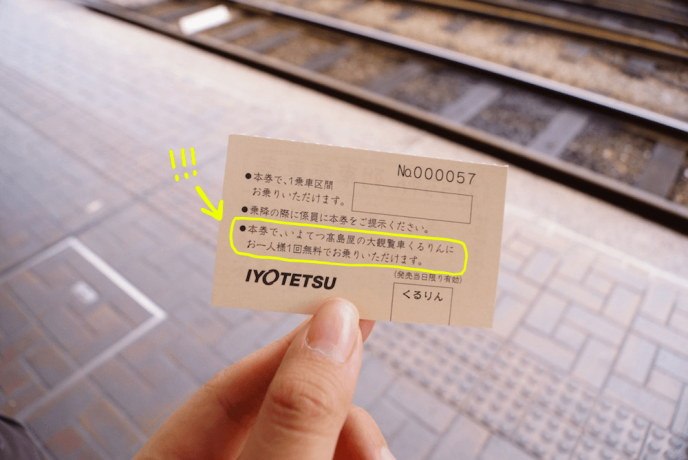 !!!
No.000057
●本券で、1乗車区間
お乗りいただけます。
●乗降の際に係員に本券をご提示ください。
●本券で、いよてつ髙島屋の大観覧車くるりんに
お一人様1回無料でお乗りいただけます。
(発売当日限り有効)
IYOTETSU
くるりん